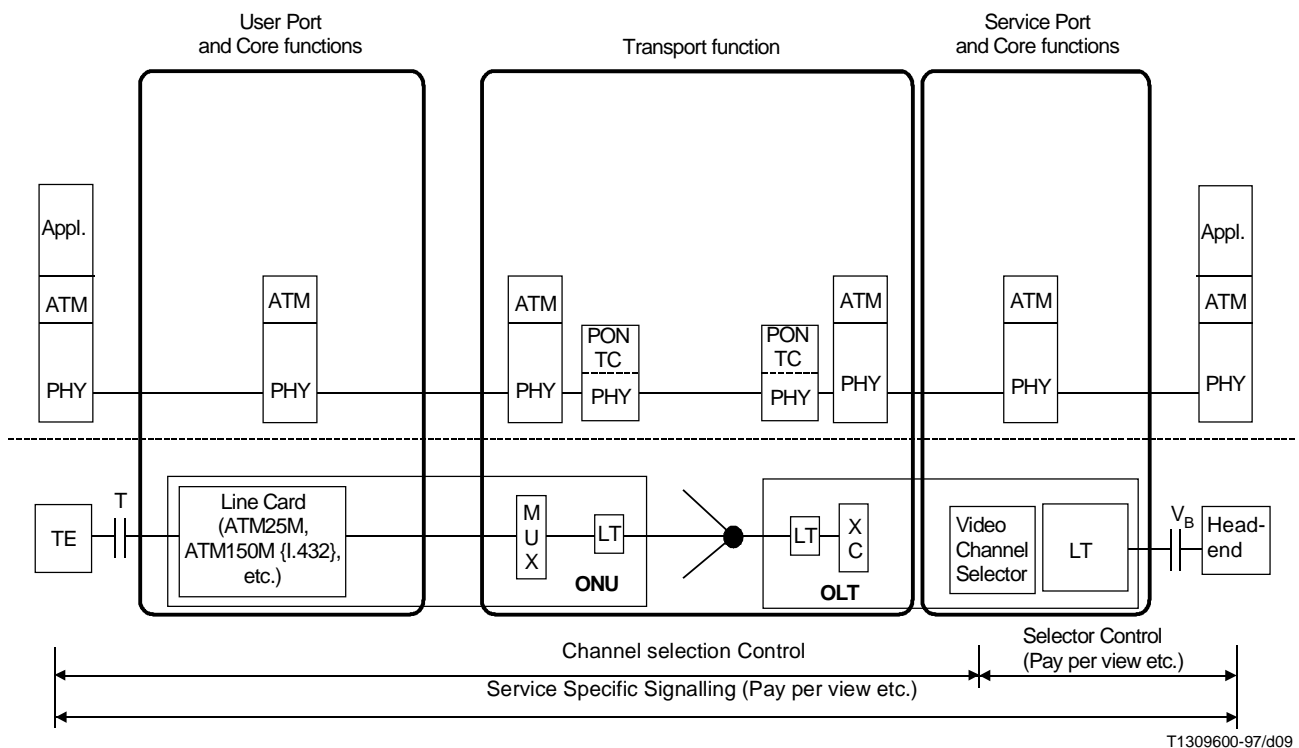 User Port
and Core functions
Transport function
Service Port
and Core functions
Appl.
ATM
PHY
ATM
PHY
ATM
PHY
PON
TC
PHY
PON
TC
PHY
ATM
PHY
ATM
PHY
Appl.
ATM
PHY
TE
T
Line Card
(ATM25M,
ATM150M {I.432},
etc.)
M
U
X
LT
ONU
LT
X
C
OLT
Video
Channel
Selector
LT
VB
Head-
end
Channel selection Control
Selector Control
(Pay per view etc.)
Service Specific Signalling (Pay per view etc.)
T1309600-97/d09